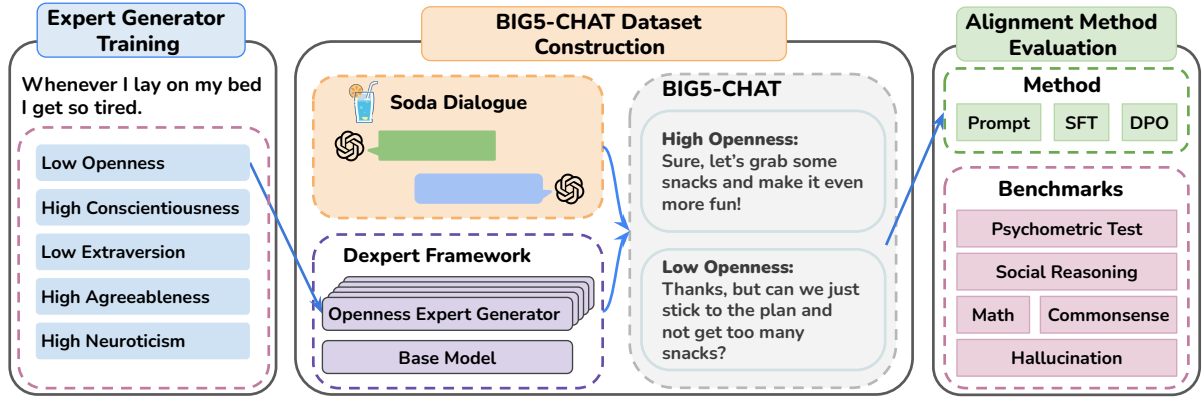 Expert Generator
Training
Whenever I lay on my bed
I get so tired.
Low Openness
High Conscientiousness
Low Extraversion
High Agreeableness
High Neuroticism
BIG5-CHAT Dataset
Construction
Soda Dialogue
Dexpert Framework
Openness Expert Generator
Base Model
BIG5-CHAT
High Openness:
Sure, let's grab some
snacks and make it even
more fun!
Low Openness:
Thanks, but can we just
stick to the plan and
not get too many
snacks?
Alignment Method
Evaluation
Method
Prompt
SFT
DPO
Benchmarks
Psychometric Test
Social Reasoning
Math
Commonsense
Hallucination